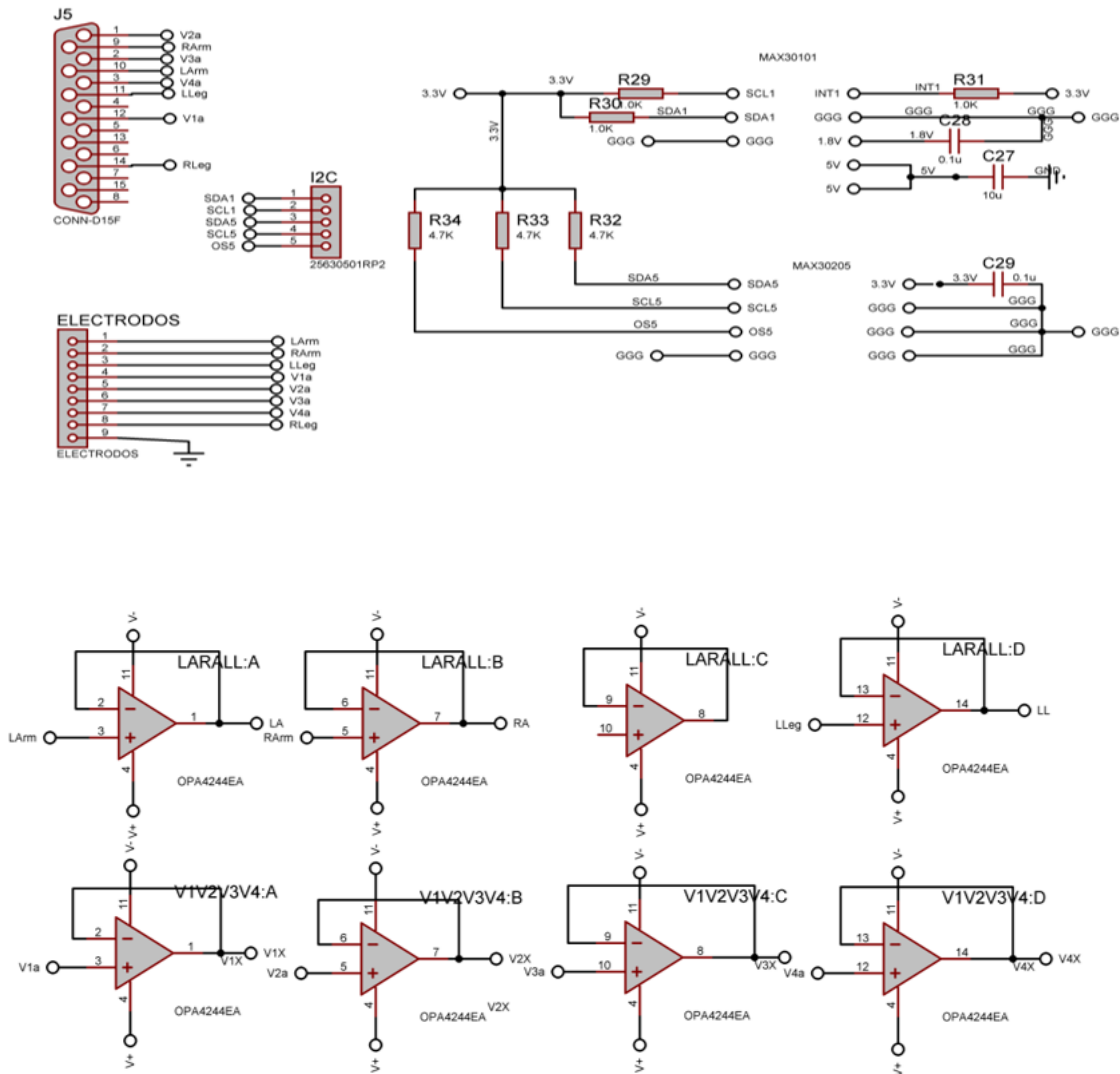 J5
1 V2a
9 RArm
2 V3a
10 LArm
3 V4a
11 LLeg
4
12 V1a
5
13
6
14 RLeg
7
15
8
CONN-D15F
I2C
SDA1 1
SCL1 2
SDA5 3
SCL5 4
OS5 5
25630501RP2
ELECTRODOS
1 LArm
2 RArm
3 LLeg
4 V1a
5 V2a
6 V3a
7 V4a
8 RLeg
9
ELECTRODOS
MAX30101
3.3V 3.3V R29 1.0K SCL1
R30 1.0K SDA1 SDA1
GGG GGG
3.3V
INT1 INT1 R31 1.0K 3.3V
GGG GGG GGG GGG
1.8V 1.8V C28 0.1u
5V 5V C27 10u GND
5V
R34 4.7K
R33 4.7K
R32 4.7K
MAX30205
SDA5 SDA5
SCL5 SCL5
OS5 OS5
GGG GGG
3.3V 3.3V C29 0.1u
GGG GGG
GGG GGG GGG
GGG GGG
V-
LARALL:A
11
2
LArm 3 1 LA
4
OPA4244EA
V+
V-
LARALL:B
11
6
RArm 5 7 RA
4
OPA4244EA
V+
V-
LARALL:C
11
9
10 8
4
OPA4244EA
V+
V-
LARALL:D
11
13
LLeg 12 14 LL
4
OPA4244EA
V+
V-
V1V2V3V4:A
11
2
V1a 3 1 V1X V1X
4
OPA4244EA
V+
V-
V1V2V3V4:B
11
6
V2a 5 7 V2X
4
V2X
OPA4244EA
V+
V-
V1V2V3V4:C
11
9
V3a 10 8 V3X V3X
4
OPA4244EA
V+
V-
V1V2V3V4:D
11
13
V4a 12 14 V4X V4X
4
OPA4244EA
V+